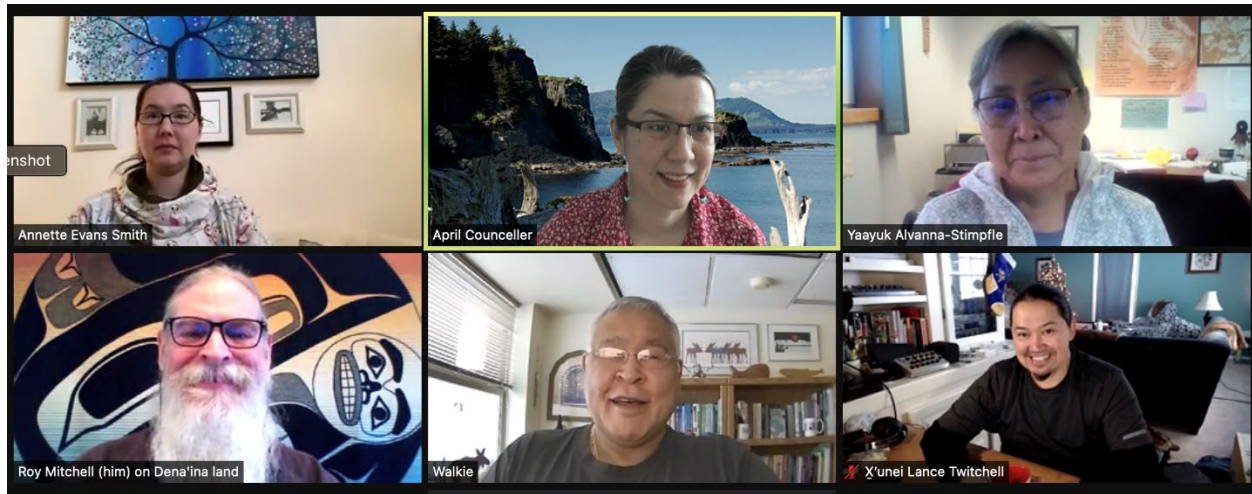 enshot
Annette Evans Smith
April Counceller
Yaayuk Alvanna-Stimpfle
Roy Mitchell (him) on Dena'ina land
Walkie
X̱'unei Lance Twitchell